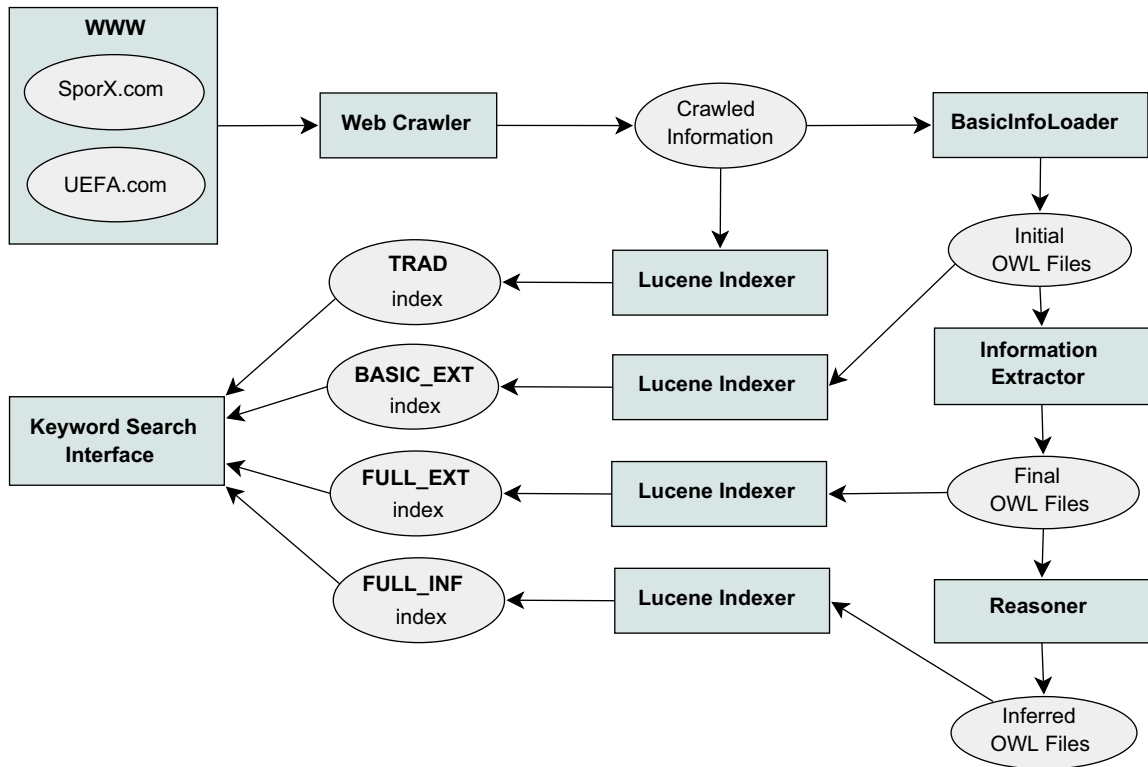 WWW
SporX.com
UEFA.com
Web Crawler
Crawled
Information
BasicInfoLoader
Initial
OWL Files
TRAD
index
Lucene Indexer
Information
Extractor
BASIC_EXT
index
Lucene Indexer
Keyword Search
Interface
FULL_EXT
index
Lucene Indexer
Final
OWL Files
FULL_INF
index
Lucene Indexer
Reasoner
Inferred
OWL Files